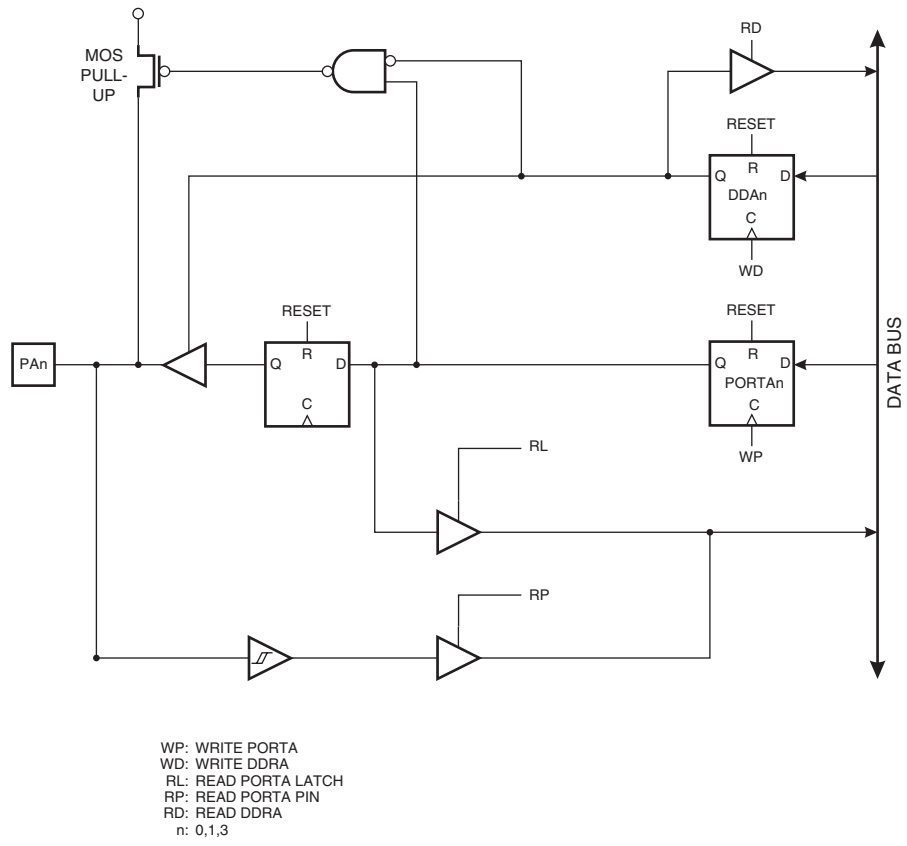 RD
MOS
PULL-
UP
RESET
R
Q D
DDAn
C
WD
RESET
RESET
R
Q D
C
R
Q D
PORTAn
C
WP
PAn
DATA BUS
RL
RP
WP: WRITE PORTA
WD: WRITE DDRA
RL: READ PORTA LATCH
RP: READ PORTA PIN
RD: READ DDRA
n: 0,1,3